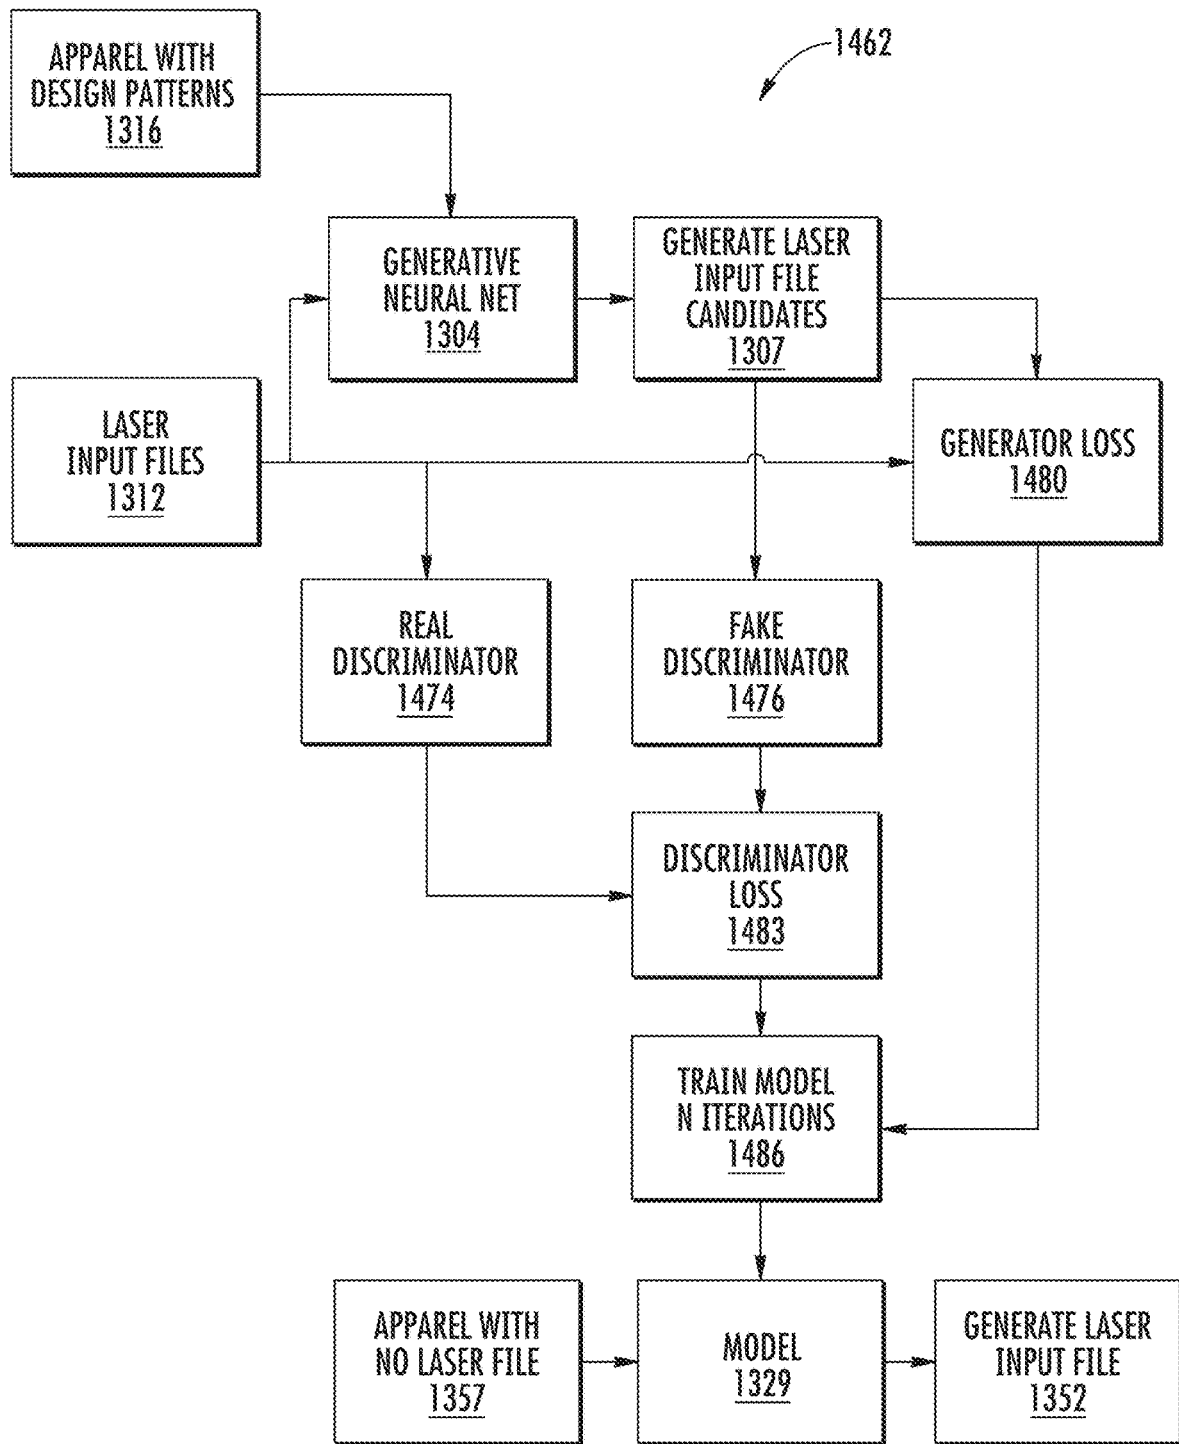 APPAREL WITH
DESIGN PATTERNS
1316
1462
GENERATIVE
NEURAL NET
1304
GENERATE LASER
INPUT FILE
CANDIDATES
1307
LASER
INPUT FILES
1312
GENERATOR LOSS
1480
REAL
DISCRIMINATOR
1474
FAKE
DISCRIMINATOR
1476
DISCRIMINATOR
LOSS
1483
TRAIN MODEL
N ITERATIONS
1486
APPAREL WITH
NO LASER FILE
1357
MODEL
1329
GENERATE LASER
INPUT FILE
1352